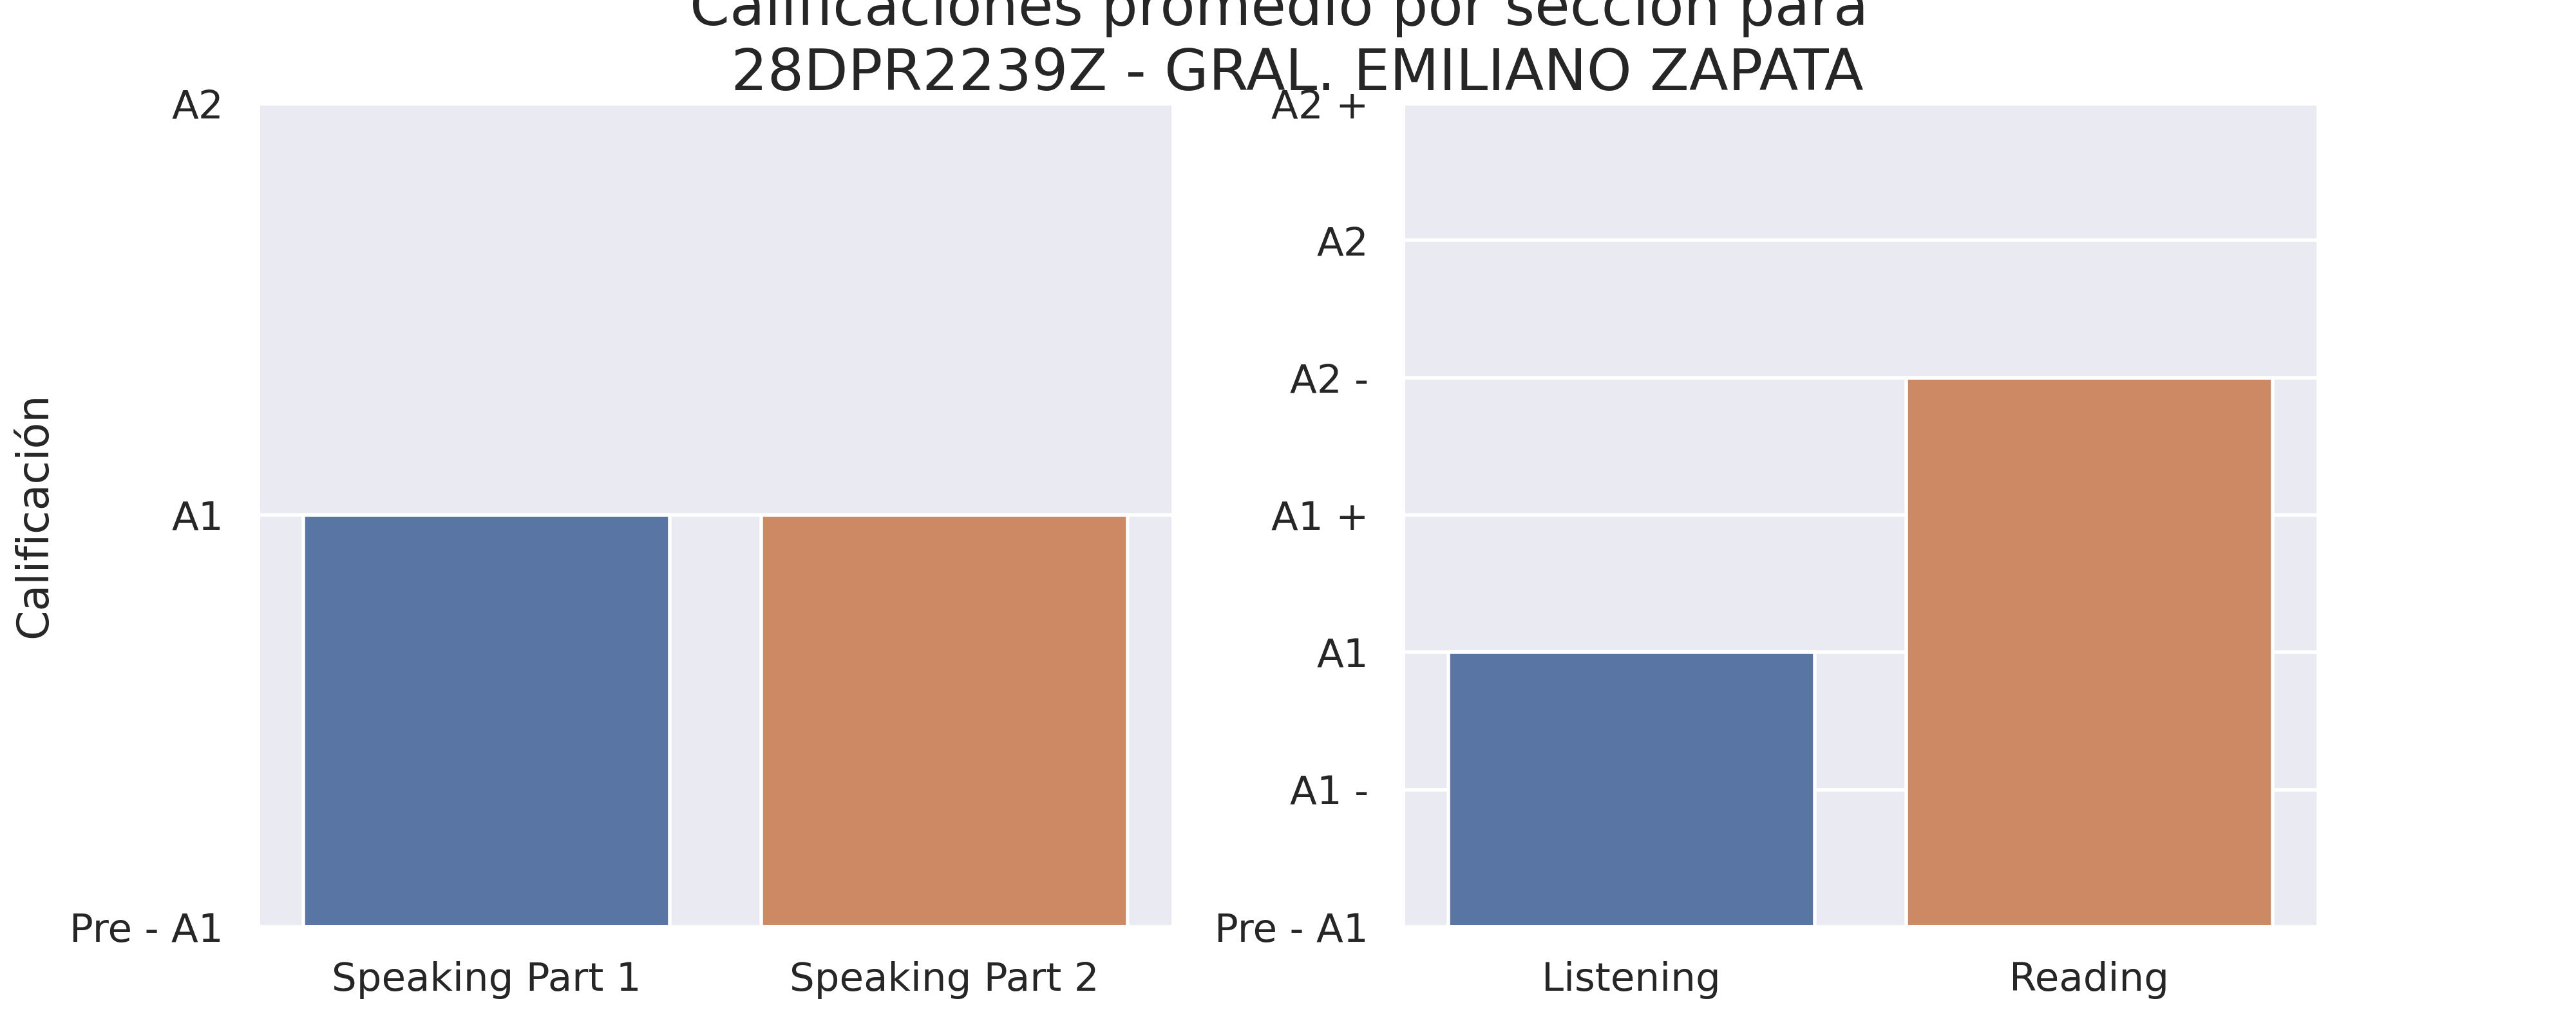 Calificaciones promedio por sección para
28DPR2239Z - GRAL. EMILIANO ZAPATA
Calificación
A2
A1
Pre - A1
Speaking Part 1
Speaking Part 2
A2 +
A2
A2 -
A1 +
A1
A1 -
Pre - A1
Listening
Reading